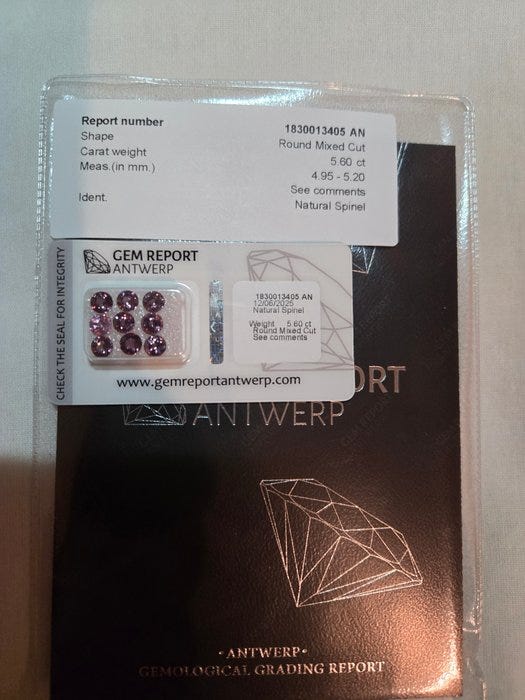 Report number 1830013405 AN
Shape Round Mixed Cut
Carat weight 5.60 ct
Meas.(in mm.) 4.95 - 5.20
See comments
Ident. Natural Spinel
CHECK THE SEAL FOR INTEGRITY
GEM REPORT
ANTWERP
1830013405 AN
12/06/2025
Natural Spinel
Weight 5.60 ct
Round Mixed Cut
See comments
www.gemreportantwerp.com
ORT
ANTWERP
•ANTWERP•
GEMOLOGICAL GRADING REPORT